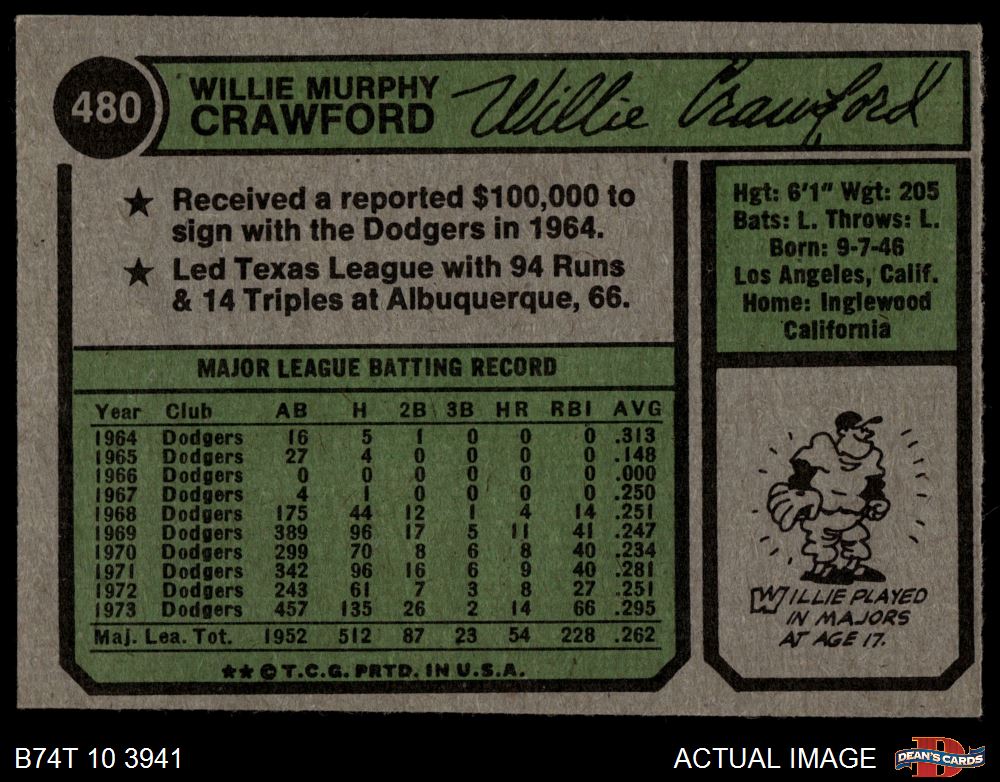 480
WILLIE MURPHY
CRAWFORD
Willie Crawford
★ Received a reported $100,000 to
sign with the Dodgers in 1964.
★ Led Texas League with 94 Runs
& 14 Triples at Albuquerque, 66.
Hgt: 6'1" Wgt: 205
Bats: L. Throws: L.
Born: 9-7-46
Los Angeles, Calif.
Home: Inglewood
California
MAJOR LEAGUE BATTING RECORD
Year Club AB H 2B 3B HR RBI AVG
1964 Dodgers 16 5 1 0 0 0 .313
1965 Dodgers 27 4 0 0 0 0 .148
1966 Dodgers 0 0 0 0 0 0 .000
1967 Dodgers 4 1 0 0 0 0 .250
1968 Dodgers 175 44 12 1 4 14 .251
1969 Dodgers 389 96 17 5 11 41 .247
1970 Dodgers 299 70 8 6 8 40 .234
1971 Dodgers 342 96 16 6 9 40 .281
1972 Dodgers 243 61 7 3 8 27 .251
1973 Dodgers 457 135 26 2 14 66 .295
Maj. Lea. Tot. 1952 512 87 23 54 228 .262
★★ © T.C.G. PRTD. IN U.S.A.
WILLIE PLAYED
IN MAJORS
AT AGE 17.
B74T 10 3941
ACTUAL IMAGE
D
DEAN'S CARDS